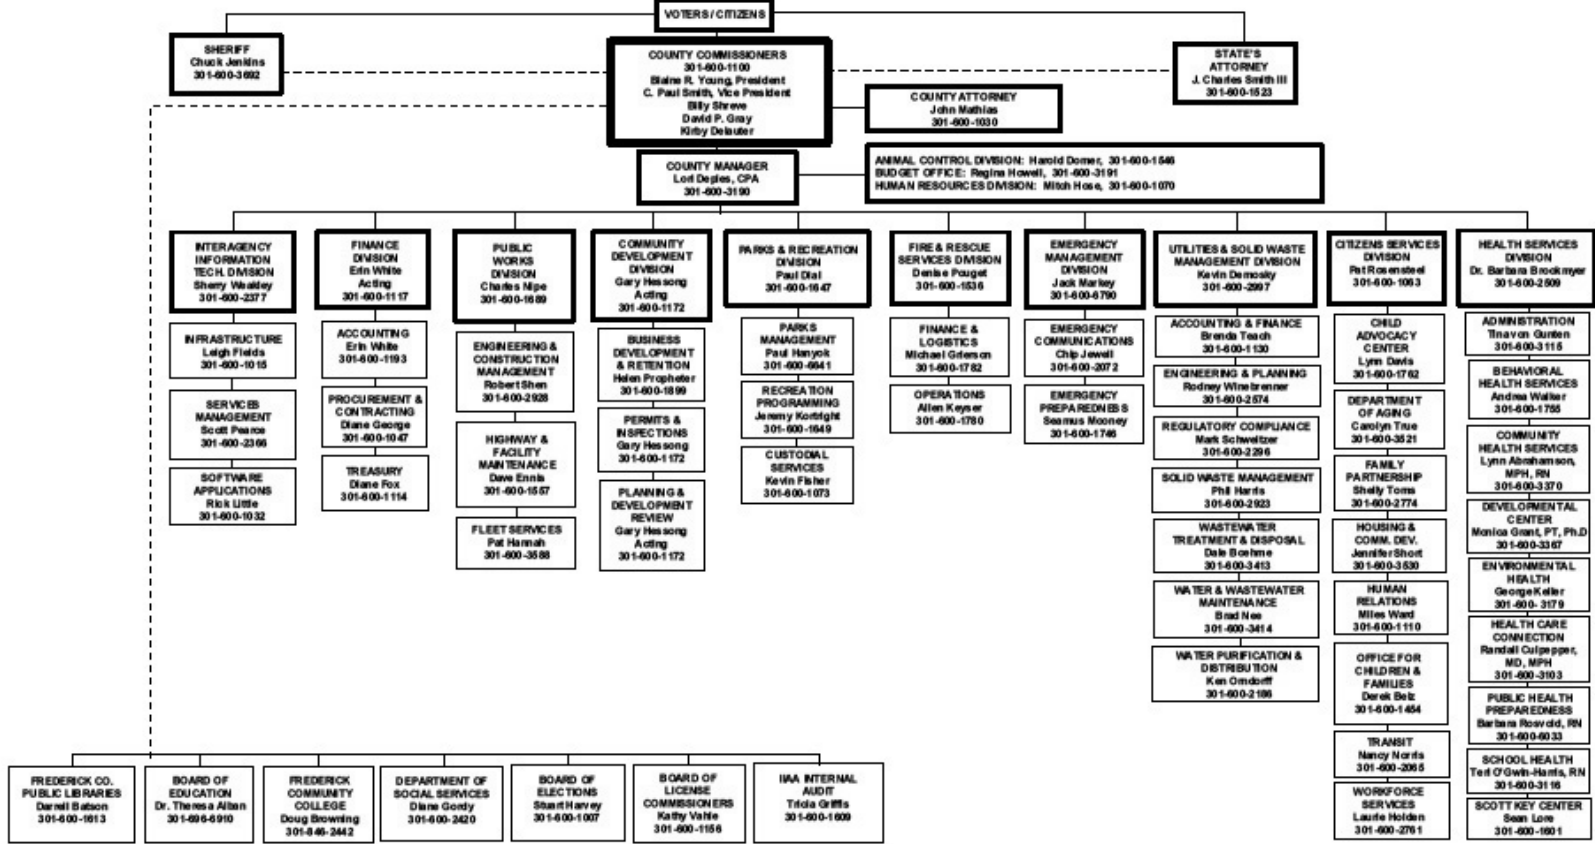 VOTERS / CITIZENS
SHERIFF
Chuck Jenkins
301-600-3692
COUNTY COMMISSIONERS
301-600-1100
Blaine R. Young, President
C. Paul Smith, Vice President
Billy Shreve
David P. Gray
Kirby Delauter
STATE'S
ATTORNEY
J. Charles Smith III
301-600-1523
COUNTY ATTORNEY
John Mathias
301-600-1030
COUNTY MANAGER
Lori Depies, CPA
301-600-3190
ANIMAL CONTROL DIVISION: Harold Domer, 301-600-1546
BUDGET OFFICE: Regina Howell, 301-600-3191
HUMAN RESOURCES DIVISION: Mitch Hose, 301-600-1070
INTERAGENCY
INFORMATION
TECH. DIVISION
Sherry Weakley
301-600-2377
INFRASTRUCTURE
Leigh Fields
301-600-1015
SERVICES
MANAGEMENT
Scott Pearce
301-600-2366
SOFTWARE
APPLICATIONS
Rick Little
301-600-1032
FINANCE
DIVISION
Erin White
Acting
301-600-1117
ACCOUNTING
Erin White
301-600-1193
PROCUREMENT &
CONTRACTING
Diane George
301-600-1047
TREASURY
Diane Fox
301-600-1114
PUBLIC
WORKS
DIVISION
Charles Nipe
301-600-1689
ENGINEERING &
CONSTRUCTION
MANAGEMENT
Robert Shen
301-600-2928
HIGHWAY &
FACILITY
MAINTENANCE
Dave Ennis
301-600-1557
FLEET SERVICES
Pat Hannah
301-600-3588
COMMUNITY
DEVELOPMENT
DIVISION
Gary Hessong
Acting
301-600-1172
BUSINESS
DEVELOPMENT
& RETENTION
Helen Propheter
301-600-1899
PERMITS &
INSPECTIONS
Gary Hessong
301-600-1172
PLANNING &
DEVELOPMENT
REVIEW
Gary Hessong
Acting
301-600-1172
PARKS & RECREATION
DIVISION
Paul Dial
301-600-1647
PARKS
MANAGEMENT
Paul Hanyok
301-600-6641
RECREATION
PROGRAMMING
Jeremy Kortright
301-600-1649
CUSTODIAL
SERVICES
Kevin Fisher
301-600-1073
FIRE & RESCUE
SERVICES DIVISION
Denise Pouget
301-600-1536
FINANCE &
LOGISTICS
Michael Grierson
301-600-1782
OPERATIONS
Allen Keyser
301-600-1780
EMERGENCY
MANAGEMENT
DIVISION
Jack Markey
301-600-6790
EMERGENCY
COMMUNICATIONS
Chip Jewell
301-600-2072
EMERGENCY
PREPAREDNESS
Seamus Mooney
301-600-1746
UTILITIES & SOLID WASTE
MANAGEMENT DIVISION
Kevin Demosky
301-600-2997
ACCOUNTING & FINANCE
Brenda Teach
301-600-1130
ENGINEERING & PLANNING
Rodney Winebrenner
301-600-2574
REGULATORY COMPLIANCE
Mark Schweitzer
301-600-2296
SOLID WASTE MANAGEMENT
Phil Harris
301-600-2923
WASTEWATER
TREATMENT & DISPOSAL
Dale Boehme
301-600-3413
WATER & WASTEWATER
MAINTENANCE
Brad Nee
301-600-3414
WATER PURIFICATION &
DISTRIBUTION
Ken Orndorff
301-600-2186
CITIZENS SERVICES
DIVISION
Pat Rosensteel
301-600-1063
CHILD
ADVOCACY
CENTER
Lynn Davis
301-600-1762
DEPARTMENT
OF AGING
Carolyn True
301-600-3521
FAMILY
PARTNERSHIP
Shelly Toms
301-600-2774
HOUSING &
COMM. DEV.
Jennifer Short
301-600-3530
HUMAN
RELATIONS
Miles Ward
301-600-1110
OFFICE FOR
CHILDREN &
FAMILIES
Derek Belz
301-600-1454
TRANSIT
Nancy Norris
301-600-2065
WORKFORCE
SERVICES
Laurie Holden
301-600-2761
HEALTH SERVICES
DIVISION
Dr. Barbara Brookmyer
301-600-2509
ADMINISTRATION
Tina von Gunten
301-600-3115
BEHAVIORAL
HEALTH SERVICES
Andrea Walker
301-600-1755
COMMUNITY
HEALTH SERVICES
Lynn Abrahamson,
MPH, RN
301-600-3370
DEVELOPMENTAL
CENTER
Monica Grant, PT, Ph.D
301-600-3367
ENVIRONMENTAL
HEALTH
George Keller
301-600- 3179
HEALTH CARE
CONNECTION
Randall Culpepper,
MD, MPH
301-600-3103
PUBLIC HEALTH
PREPAREDNESS
Barbara Rosvold, RN
301-600-6033
SCHOOL HEALTH
Teri O'Gwin-Harris, RN
301-600-3116
SCOTT KEY CENTER
Sean Lore
301-600-1601
FREDERICK CO.
PUBLIC LIBRARIES
Darrell Batson
301-600-1613
BOARD OF
EDUCATION
Dr. Theresa Alban
301-696-6910
FREDERICK
COMMUNITY
COLLEGE
Doug Browning
301-846-2442
DEPARTMENT OF
SOCIAL SERVICES
Diane Gordy
301-600-2420
BOARD OF
ELECTIONS
Stuart Harvey
301-600-1007
BOARD OF
LICENSE
COMMISSIONERS
Kathy Vahle
301-600-1156
IIAA INTERNAL
AUDIT
Tricia Griffis
301-600-1609